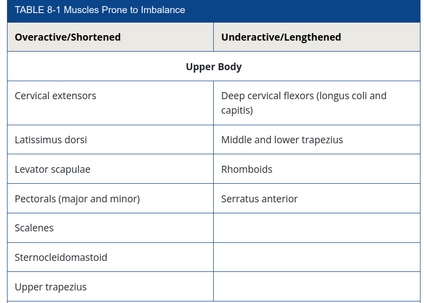 TABLE 8-1 Muscles Prone to Imbalance
Overactive/Shortened Underactive/Lengthened
Upper Body
Cervical extensors Deep cervical flexors (longus coli and
capitis)
Latissimus dorsi Middle and lower trapezius
Levator scapulae Rhomboids
Pectorals (major and minor) Serratus anterior
Scalenes
Sternocleidomastoid
Upper trapezius